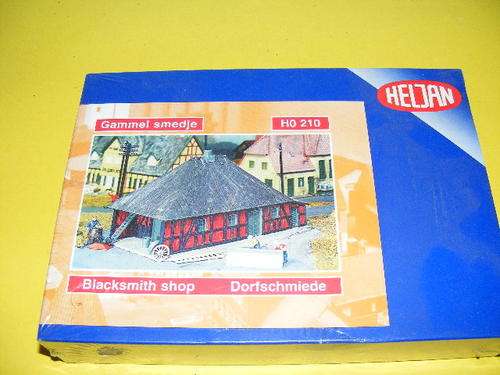 HELJAN
Gammel smedje H0 210
Blacksmith shop Dorfschmiede